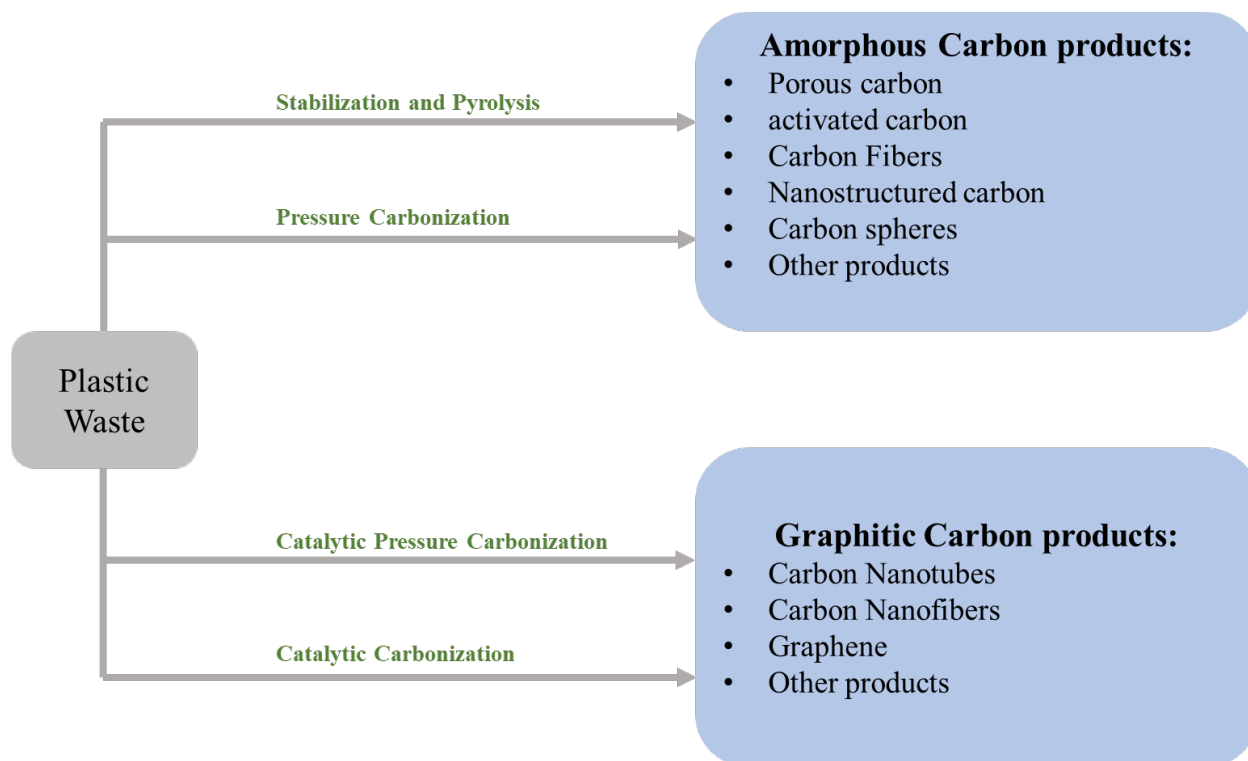 Amorphous Carbon products:
• Porous carbon
• activated carbon
• Carbon Fibers
• Nanostructured carbon
• Carbon spheres
• Other products
Stabilization and Pyrolysis
Pressure Carbonization
Plastic
Waste
Catalytic Pressure Carbonization
Catalytic Carbonization
Graphitic Carbon products:
• Carbon Nanotubes
• Carbon Nanofibers
• Graphene
• Other products